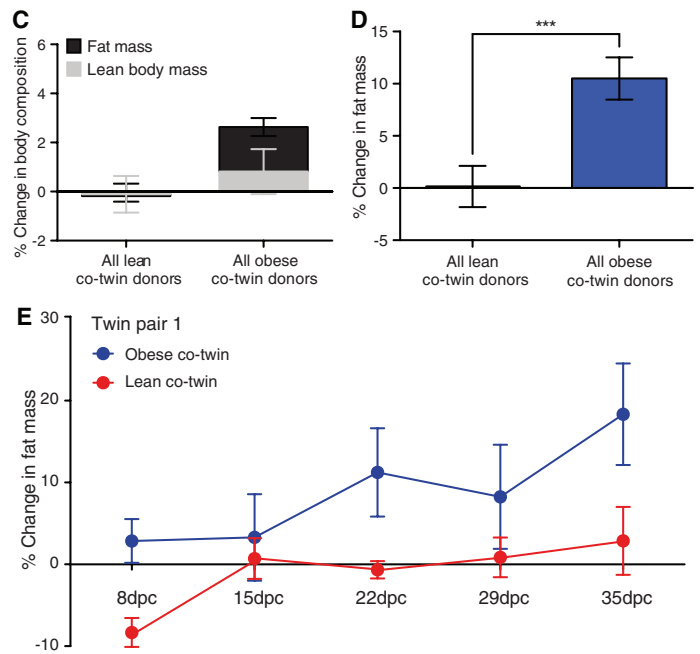 C
6
4
2
0
-2
% Change in body composition
Fat mass
Lean body mass
All lean
co-twin donors
All obese
co-twin donors
D
15
10
5
0
-5
% Change in fat mass
***
All lean
co-twin donors
All obese
co-twin donors
E
30
20
10
0
-10
% Change in fat mass
Twin pair 1
Obese co-twin
Lean co-twin
8dpc 15dpc 22dpc 29dpc 35dpc